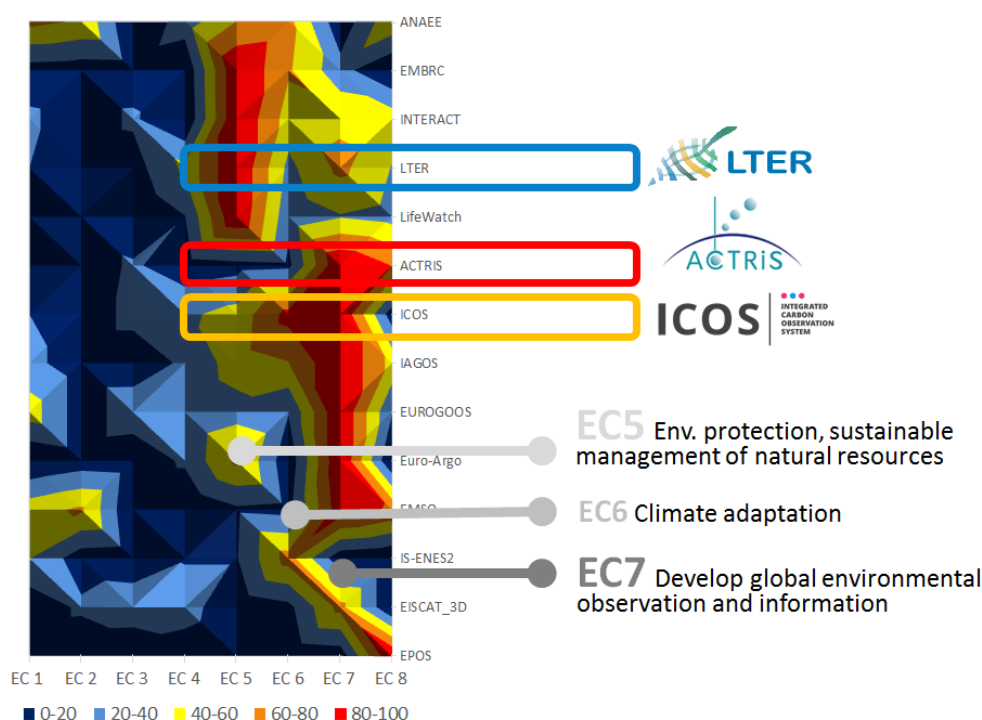 ANAEE
EMBRC
INTERACT
LTER
LifeWatch
ACTRIS
ICOS
IAGOS
EUROGOOS
Euro-Argo
EMSO
IS-ENES2
EISCAT_3D
EPOS
EC 1 EC 2 EC 3 EC 4 EC 5 EC 6 EC 7 EC 8
0-20 20-40 40-60 60-80 80-100
LTER
ACTRiS
ICOS
INTEGRATED
CARBON
OBSERVATION
SYSTEM
EC5 Env. protection, sustainable
management of natural resources
EC6 Climate adaptation
EC7 Develop global environmental
observation and information